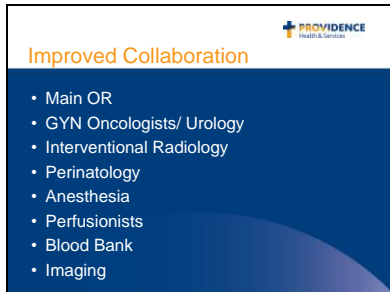 PROVIDENCE
Health & Services
Improved Collaboration
• Main OR
• GYN Oncologists/ Urology
• Interventional Radiology
• Perinatology
• Anesthesia
• Perfusionists
• Blood Bank
• Imaging